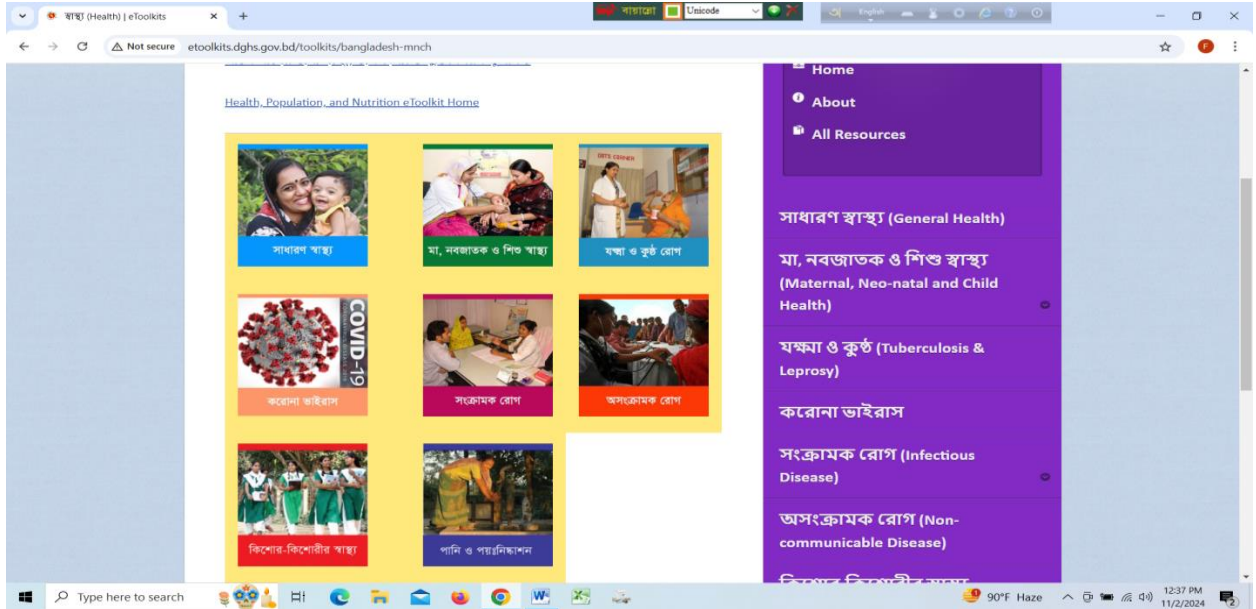 স্বাস্থ্য (Health) | eToolkits
Unicode
English
Not secure
etoolkits.dghs.gov.bd/toolkits/bangladesh-mnch
F
Health, Population, and Nutrition eToolkit Home
সাধারণ স্বাস্থ্য
মা, নবজাতক ও শিশু স্বাস্থ্য
DOTS CORNER
যক্ষ্মা ও কুষ্ঠ রোগ
COVID-19
করোনা ভাইরাস
সংক্রামক রোগ
অসংক্রামক রোগ
কিশোর-কিশোরীর স্বাস্থ্য
পানি ও পয়ঃনিষ্কাশন
Home
About
All Resources
সাধারণ স্বাস্থ্য (General Health)
মা, নবজাতক ও শিশু স্বাস্থ্য
(Maternal, Neo-natal and Child
Health)
যক্ষ্মা ও কুষ্ঠ (Tuberculosis &
Leprosy)
করোনা ভাইরাস
সংক্রামক রোগ (Infectious
Disease)
অসংক্রামক রোগ (Non-
communicable Disease)
Type here to search
90°F Haze
12:37 PM
11/2/2024